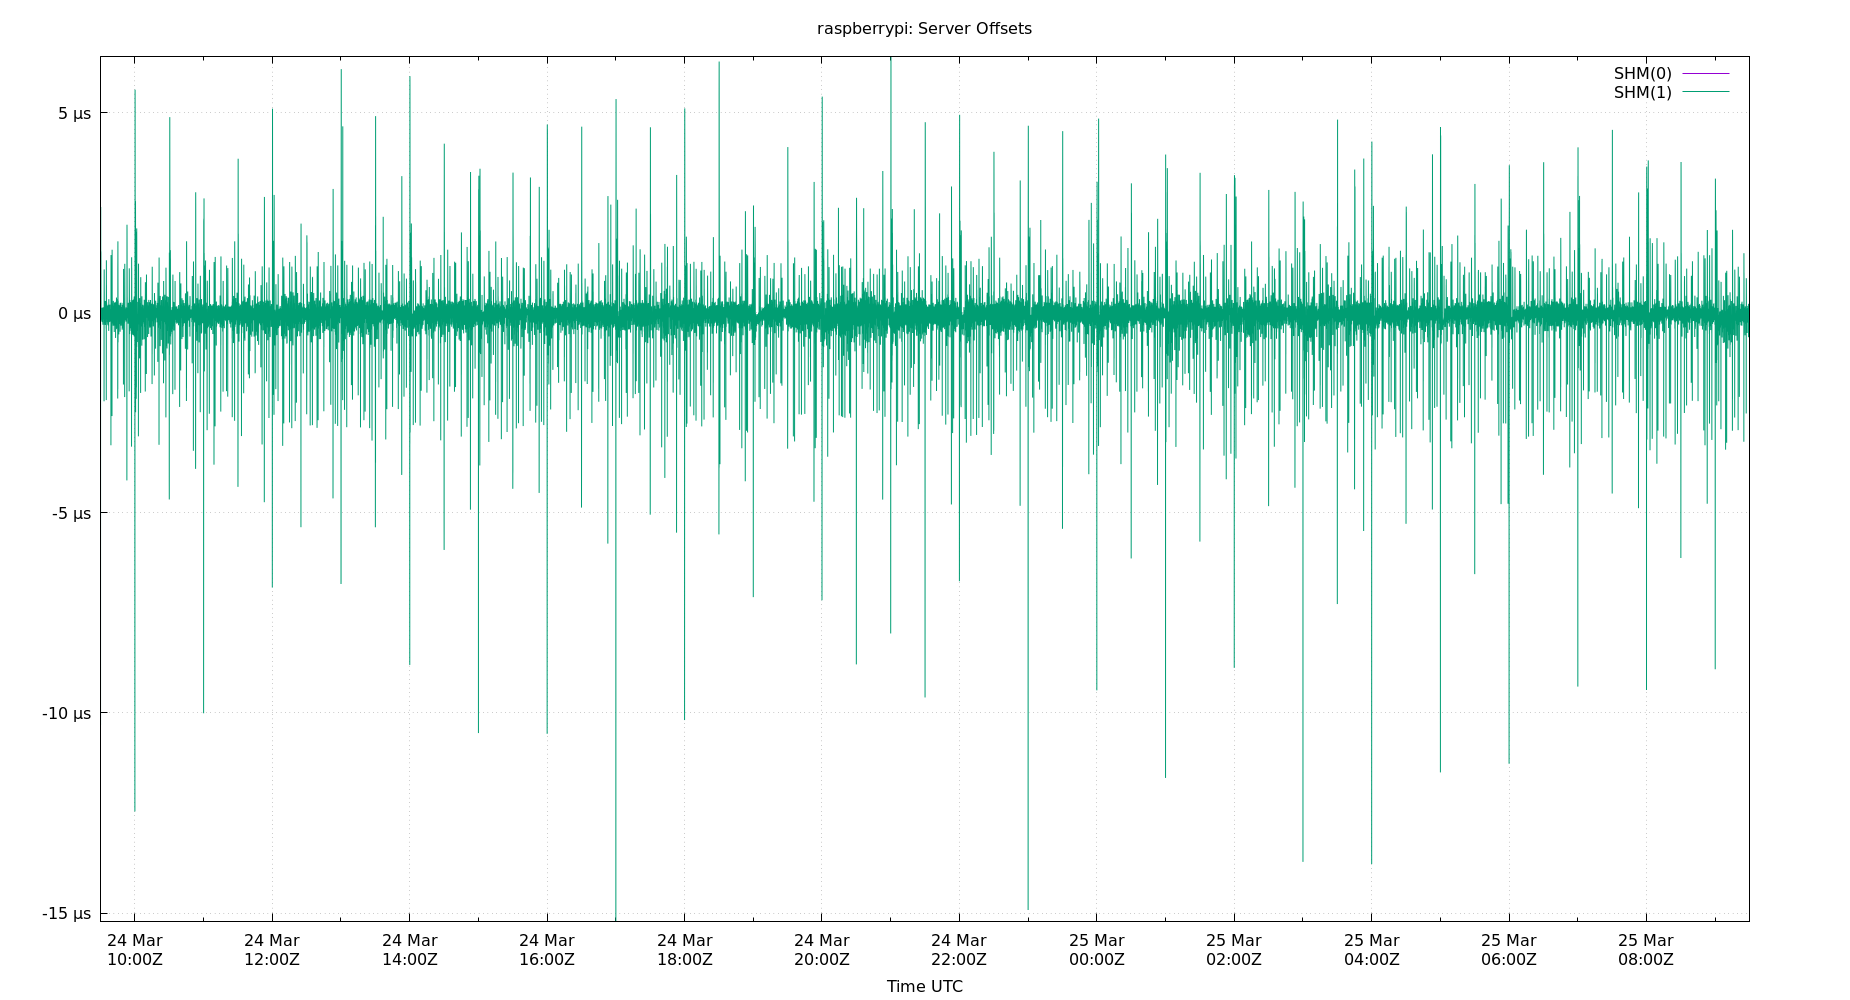 raspberrypi: Server Offsets
SHM(0)
SHM(1)
5 µs
0 µs
-5 µs
-10 µs
-15 µs
24 Mar 24 Mar 24 Mar 24 Mar 24 Mar 24 Mar 24 Mar 25 Mar 25 Mar 25 Mar 25 Mar 25 Mar
10:00Z 12:00Z 14:00Z 16:00Z 18:00Z 20:00Z 22:00Z 00:00Z 02:00Z 04:00Z 06:00Z 08:00Z
Time UTC